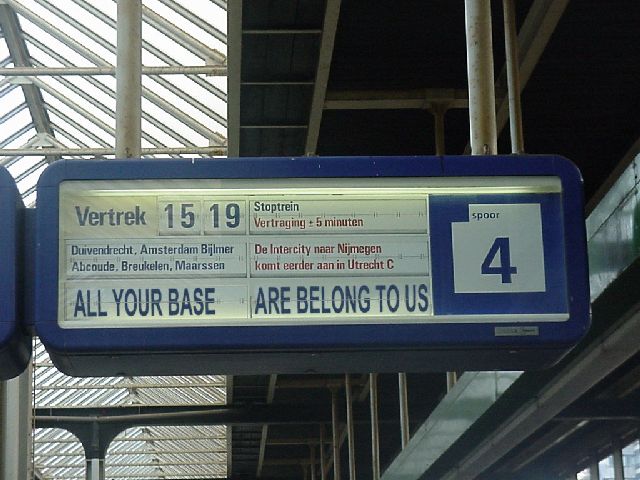 Vertrek 15 19
Stoptrein
Vertraging ± 5 minuten
Duivendrecht, Amsterdam Bijlmer
Abcoude, Breukelen, Maarssen
De Intercity naar Nijmegen
komt eerder aan in Utrecht C
ALL YOUR BASE ARE BELONG TO US
spoor
4